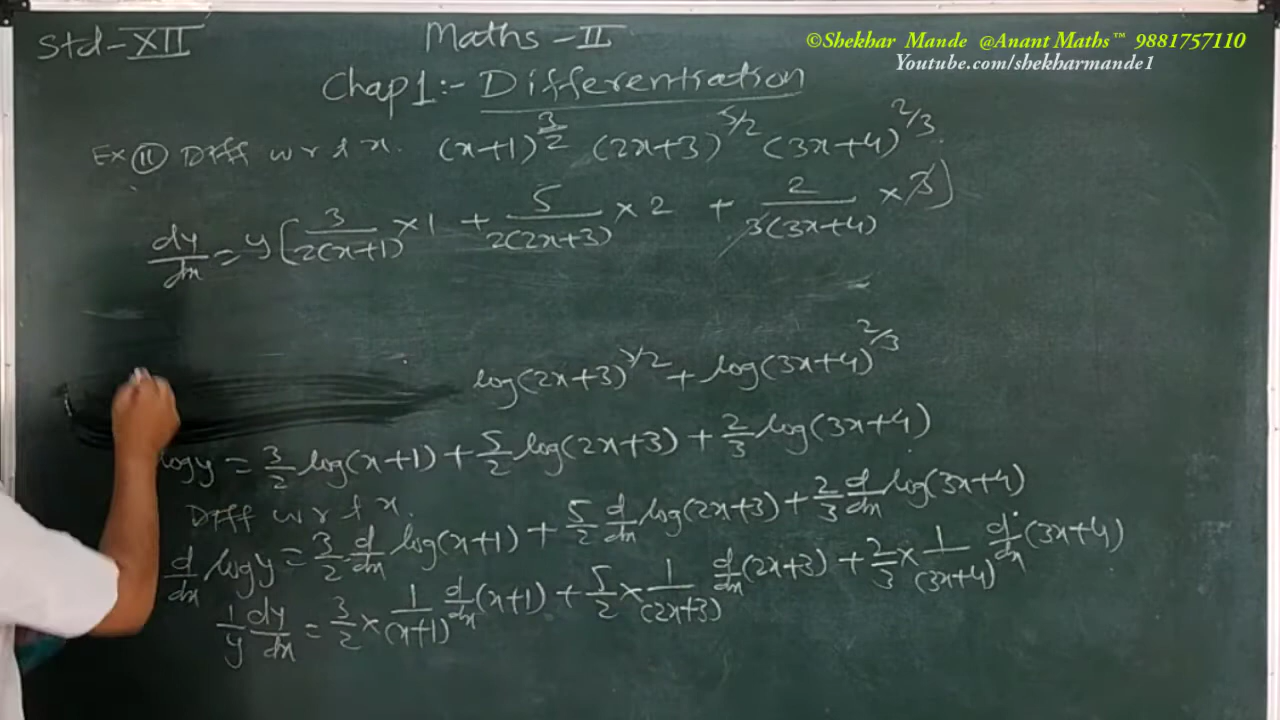 Std-XII
Maths-II
©Shekhar Mande @Anant Maths™ 9881757110
Youtube.com/shekharmande1
Chap1:- Differentiation
Ex (11) Diff w r t x. (x+1)^3/2 (2x+3)^5/2 (3x+4)^2/3.
dy/dx = y[3/2(x+1) ×1 + 5/2(2x+3) ×2 + 2/3(3x+4) ×3]
log(2x+3)^5/2 + log(3x+4)^2/3
logy = 3/2 log(x+1) + 5/2 log(2x+3) + 2/3 log(3x+4)
Diff w r t x.
d/dx logy = 3/2 d/dx log(x+1) + 5/2 d/dx log(2x+3) + 2/3 d/dx log(3x+4)
1/y dy/dx = 3/2 × 1/(x+1) d/dx (x+1) + 5/2 × 1/(2x+3) d/dx (2x+3) + 2/3 × 1/(3x+4) d/dx (3x+4)